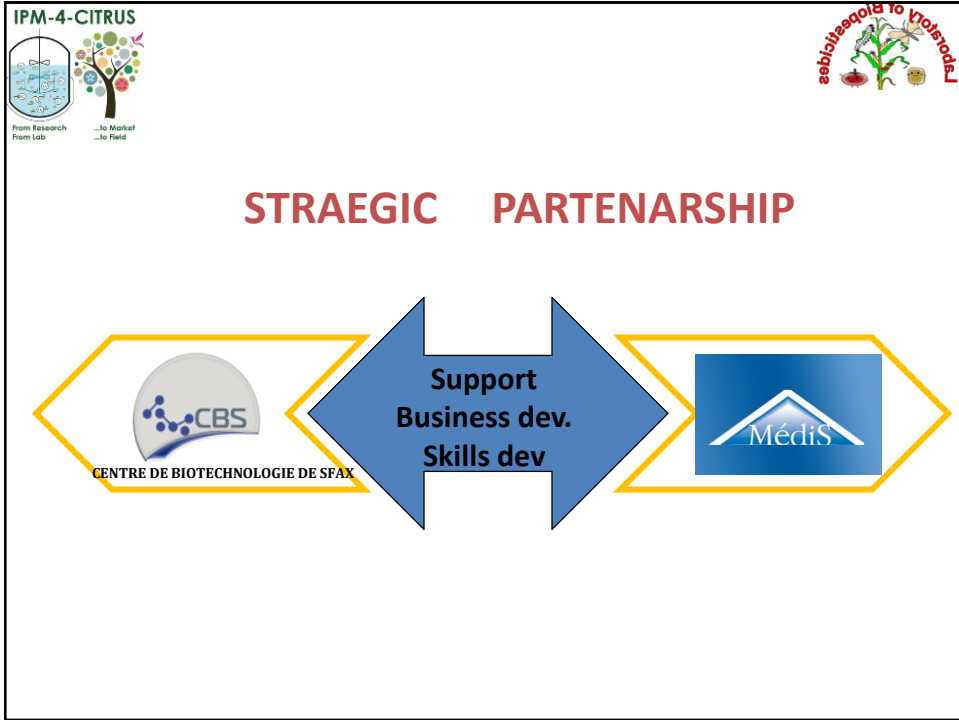 IPM-4-CITRUS
From Research ...to Market
From Lab ...to Field
Laboratory of Biopesticides
STRAEGIC PARTENARSHIP
Support
Business dev.
Skills dev
CBS
CENTRE DE BIOTECHNOLOGIE DE SFAX
MédiS